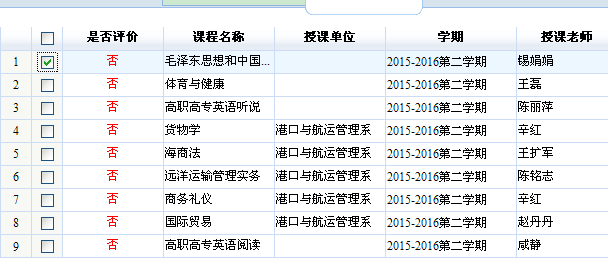 是否评价 课程名称 授课单位 学期 授课老师
1 否 毛泽东思想和中国... 2015-2016第二学期 锡娟娟
2 否 体育与健康 2015-2016第二学期 王磊
3 否 高职高专英语听说 2015-2016第二学期 陈丽萍
4 否 货物学 港口与航运管理系 2015-2016第二学期 辛红
5 否 海商法 港口与航运管理系 2015-2016第二学期 王扩军
6 否 远洋运输管理实务 港口与航运管理系 2015-2016第二学期 陈铭志
7 否 商务礼仪 港口与航运管理系 2015-2016第二学期 辛红
8 否 国际贸易 港口与航运管理系 2015-2016第二学期 赵丹丹
9 否 高职高专英语阅读 2015-2016第二学期 咸静